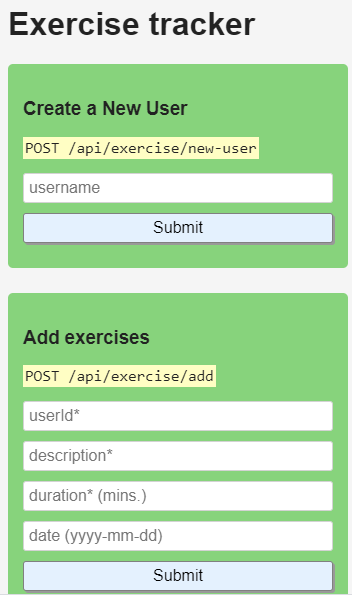 Exercise tracker
Create a New User
POST /api/exercise/new-user
username
Submit
Add exercises
POST /api/exercise/add
userId*
description*
duration* (mins.)
date (yyyy-mm-dd)
Submit